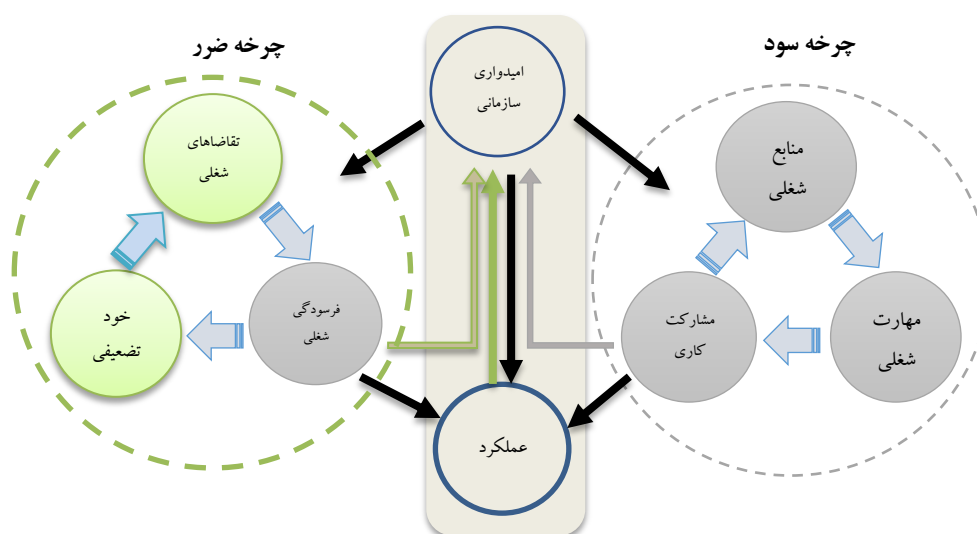 چرخه سود
منابع
شغلی
مهارت
شغلی
مشارکت
کاری
امیدواری
سازمانی
عملکرد
چرخه ضرر
تقاضاهای
شغلی
فرسودگی
شغلی
خود
تضعیفی